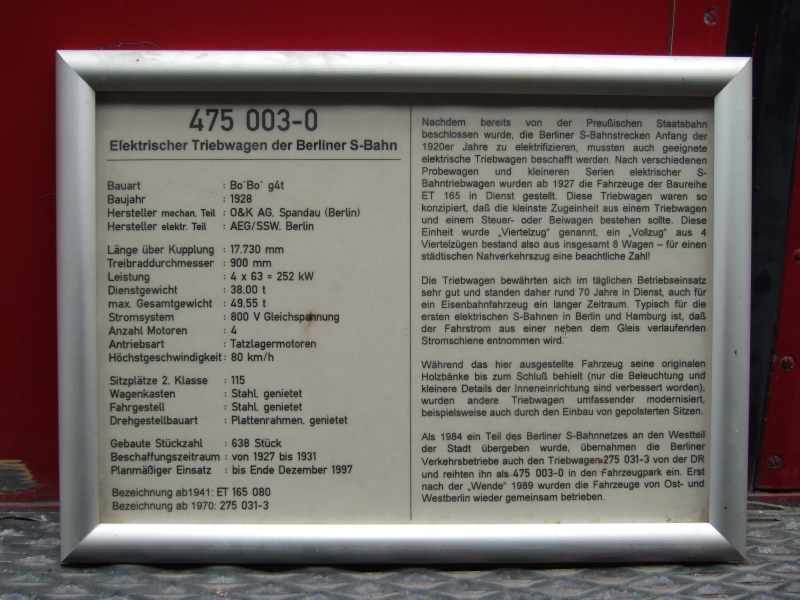 475 003-0
Elektrischer Triebwagen der Berliner S-Bahn
Bauart : Bo´Bo´ g4t
Baujahr : 1928
Hersteller mechan. Teil : O&K AG, Spandau (Berlin)
Hersteller elektr. Teil : AEG/SSW, Berlin
Länge über Kupplung : 17.730 mm
Treibraddurchmesser : 900 mm
Leistung : 4 x 63 = 252 kW
Dienstgewicht : 38,00 t
max. Gesamtgewicht : 49,55 t
Stromsystem : 800 V Gleichspannung
Anzahl Motoren : 4
Antriebsart : Tatzlagermotoren
Höchstgeschwindigkeit : 80 km/h
Sitzplätze 2. Klasse : 115
Wagenkasten : Stahl, genietet
Fahrgestell : Stahl, genietet
Drehgestellbauart : Plattenrahmen, genietet
Gebaute Stückzahl : 638 Stück
Beschaffungszeitraum : von 1927 bis 1931
Planmäßiger Einsatz : bis Ende Dezember 1997
Bezeichnung ab1941: ET 165 080
Bezeichnung ab 1970: 275 031-3
Nachdem bereits von der Preußischen Staatsbahn
beschlossen wurde, die Berliner S-Bahnstrecken Anfang der
1920er Jahre zu elektrifizieren, mussten auch geeignete
elektrische Triebwagen beschafft werden. Nach verschiedenen
Probewagen und kleineren Serien elektrischer S-
Bahntriebwagen wurden ab 1927 die Fahrzeuge der Baureihe
ET 165 in Dienst gestellt. Diese Triebwagen waren so
konzipiert, daß die kleinste Zugeinheit aus einem Triebwagen
und einem Steuer- oder Beiwagen bestehen sollte. Diese
Einheit wurde „Viertelzug“ genannt, ein „Vollzug“ aus 4
Viertelzügen bestand also aus insgesamt 8 Wagen – für einen
städtischen Nahverkehrszug eine beachtliche Zahl!
Die Triebwagen bewährten sich im täglichen Betriebseinsatz
sehr gut und standen daher rund 70 Jahre in Dienst, auch für
ein Eisenbahnfahrzeug ein langer Zeitraum. Typisch für die
ersten elektrischen S-Bahnen in Berlin und Hamburg ist, daß
der Fahrstrom aus einer neben dem Gleis verlaufenden
Stromschiene entnommen wird.
Während das hier ausgestellte Fahrzeug seine originalen
Holzbänke bis zum Schluß behielt (nur die Beleuchtung und
kleinere Details der Inneneinrichtung sind verbessert worden),
wurden andere Triebwagen umfassender modernisiert,
beispielsweise auch durch den Einbau von gepolsterten Sitzen.
Als 1984 ein Teil des Berliner S-Bahnnetzes an den Westteil
der Stadt übergeben wurde, übernahmen die Berliner
Verkehrsbetriebe auch den Triebwagen 275 031-3 von der DR
und reihten ihn als 475 003-0 in den Fahrzeugpark ein. Erst
nach der „Wende“ 1989 wurden die Fahrzeuge von Ost- und
Westberlin wieder gemeinsam betrieben.